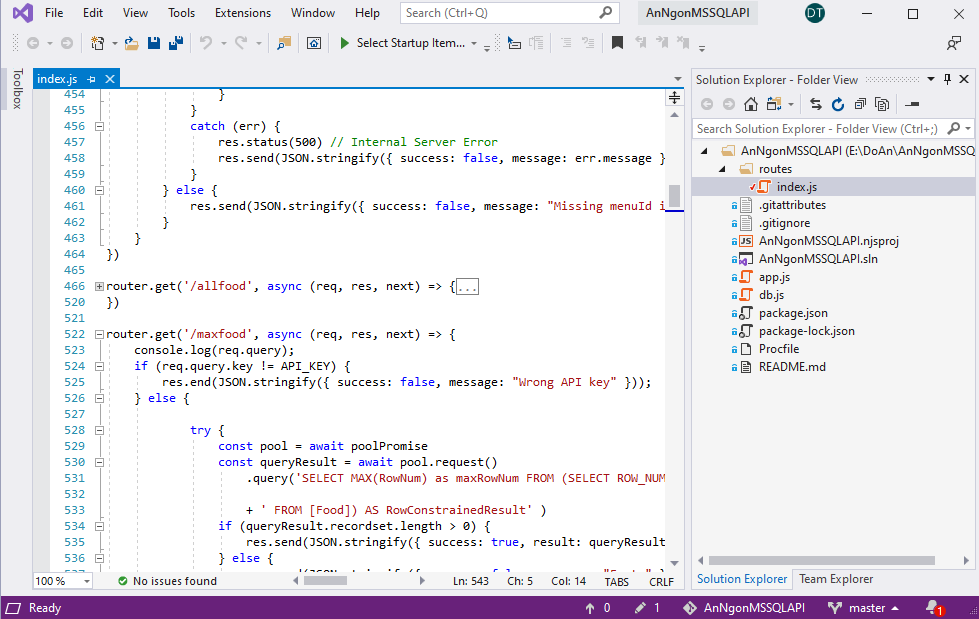 File Edit View Tools Extensions Window Help Search (Ctrl+Q) AnNgonMSSQLAPI DT
Select Startup Item...
Toolbox
index.js
454 }
455 }
456 catch (err) {
457 res.status(500) // Internal Server Error
458 res.send(JSON.stringify({ success: false, message: err.message }
459 }
460 } else {
461 res.send(JSON.stringify({ success: false, message: "Missing menuId i
462 }
463 }
464 })
465
466 router.get('/allfood', async (req, res, next) => {...
520 })
521
522 router.get('/maxfood', async (req, res, next) => {
523 console.log(req.query);
524 if (req.query.key != API_KEY) {
525 res.end(JSON.stringify({ success: false, message: "Wrong API key" }));
526 } else {
527
528 try {
529 const pool = await poolPromise
530 const queryResult = await pool.request()
531 .query('SELECT MAX(RowNum) as maxRowNum FROM (SELECT ROW_NUM
532
533 + ' FROM [Food]) AS RowConstrainedResult' )
534 if (queryResult.recordset.length > 0) {
535 res.send(JSON.stringify({ success: true, result: queryResult
536 } else {
100 % No issues found Ln: 543 Ch: 5 Col: 14 TABS CRLF
Solution Explorer - Folder View
Search Solution Explorer - Folder View (Ctrl+;)
AnNgonMSSQLAPI (E:\DoAn\AnNgonMSSQ
routes
index.js
.gitattributes
.gitignore
AnNgonMSSQLAPI.njsproj
AnNgonMSSQLAPI.sln
app.js
db.js
package.json
package-lock.json
Procfile
README.md
Solution Explorer Team Explorer
Ready 0 1 AnNgonMSSQLAPI master 1